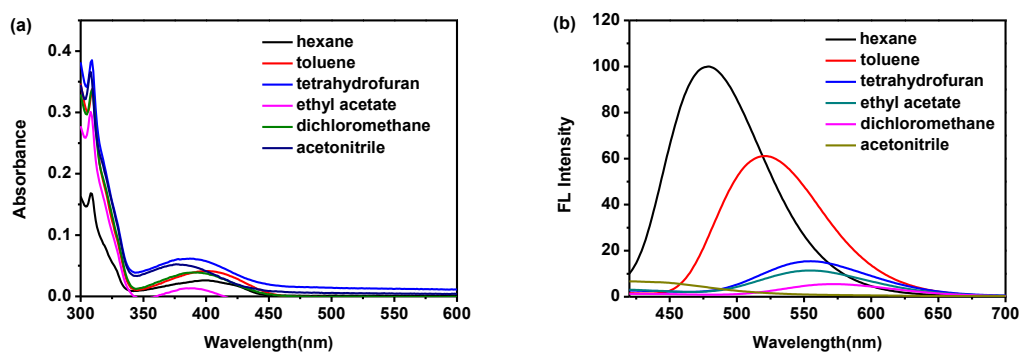 (a)
hexane
toluene
tetrahydrofuran
ethyl acetate
dichloromethane
acetonitrile
Absorbance
0.4
0.3
0.2
0.1
0.0
300 350 400 450 500 550 600
Wavelength(nm)
(b)
hexane
toluene
tetrahydrofuran
ethyl acetate
dichloromethane
acetonitrile
FL Intensity
120
100
80
60
40
20
0
450 500 550 600 650 700
Wavelength(nm)